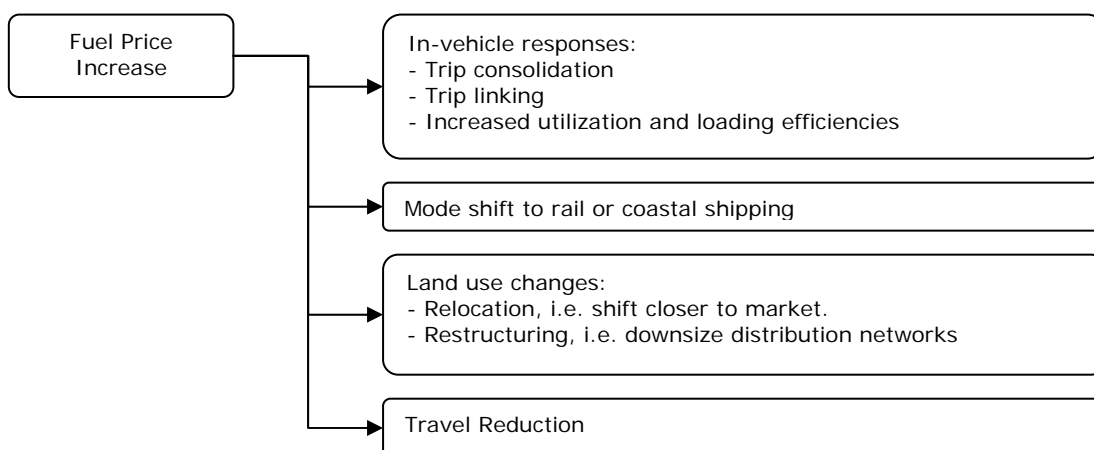 Fuel Price
Increase
In-vehicle responses:
- Trip consolidation
- Trip linking
- Increased utilization and loading efficiencies
Mode shift to rail or coastal shipping
Land use changes:
- Relocation, i.e. shift closer to market.
- Restructuring, i.e. downsize distribution networks
Travel Reduction